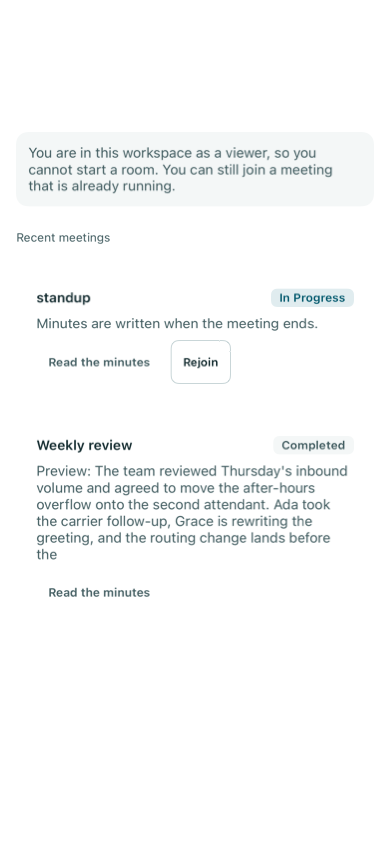 You are in this workspace as a viewer, so you
cannot start a room. You can still join a meeting
that is already running.
Recent meetings
standup
In Progress
Minutes are written when the meeting ends.
Read the minutes
Rejoin
Weekly review
Completed
Preview: The team reviewed Thursday's inbound
volume and agreed to move the after-hours
overflow onto the second attendant. Ada took
the carrier follow-up, Grace is rewriting the
greeting, and the routing change lands before
the
Read the minutes